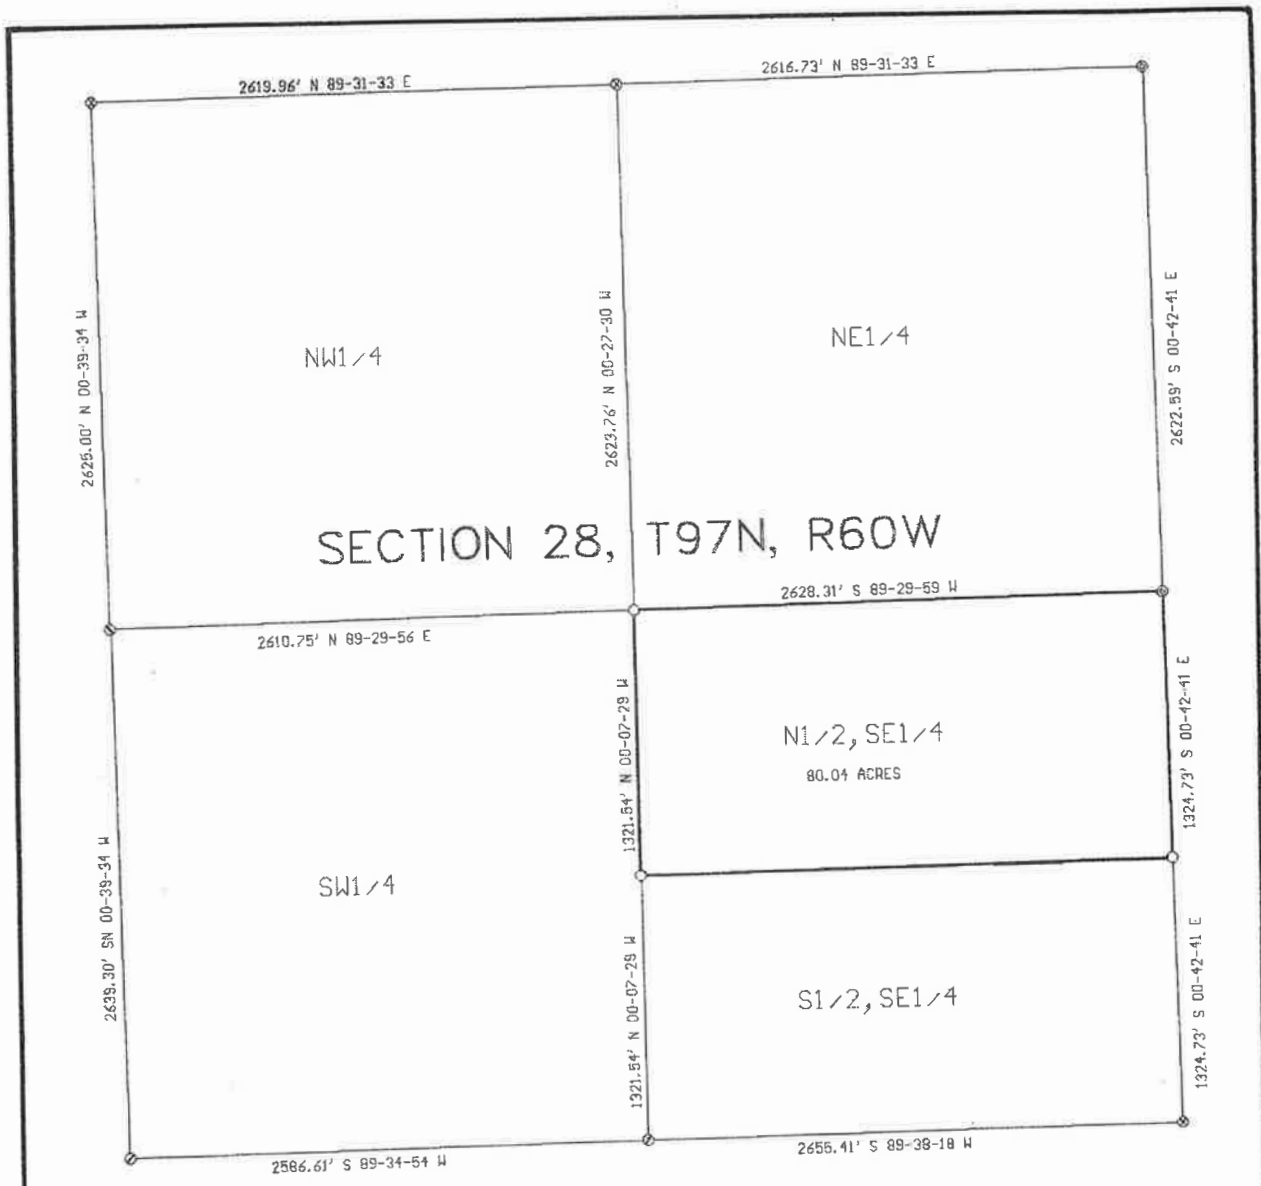 2619.96' N 89-31-33 E
2616.73' N 89-31-33 E
2625.00' N 00-39-34 W
NW1/4
2623.76' N 00-27-30 W
NE1/4
2622.59' S 00-42-41 E
SECTION 28, T97N, R60W
2628.31' S 89-29-59 W
2610.75' N 89-29-56 E
1321.54' N 00-07-29 W
N1/2, SE1/4
80.04 ACRES
1324.73' S 00-42-41 E
2639.30' SN 00-39-34 W
SW1/4
1321.54' N 00-07-29 W
S1/2, SE1/4
1324.73' S 00-42-41 E
2586.61' S 89-34-54 W
2655.41' S 89-38-18 W